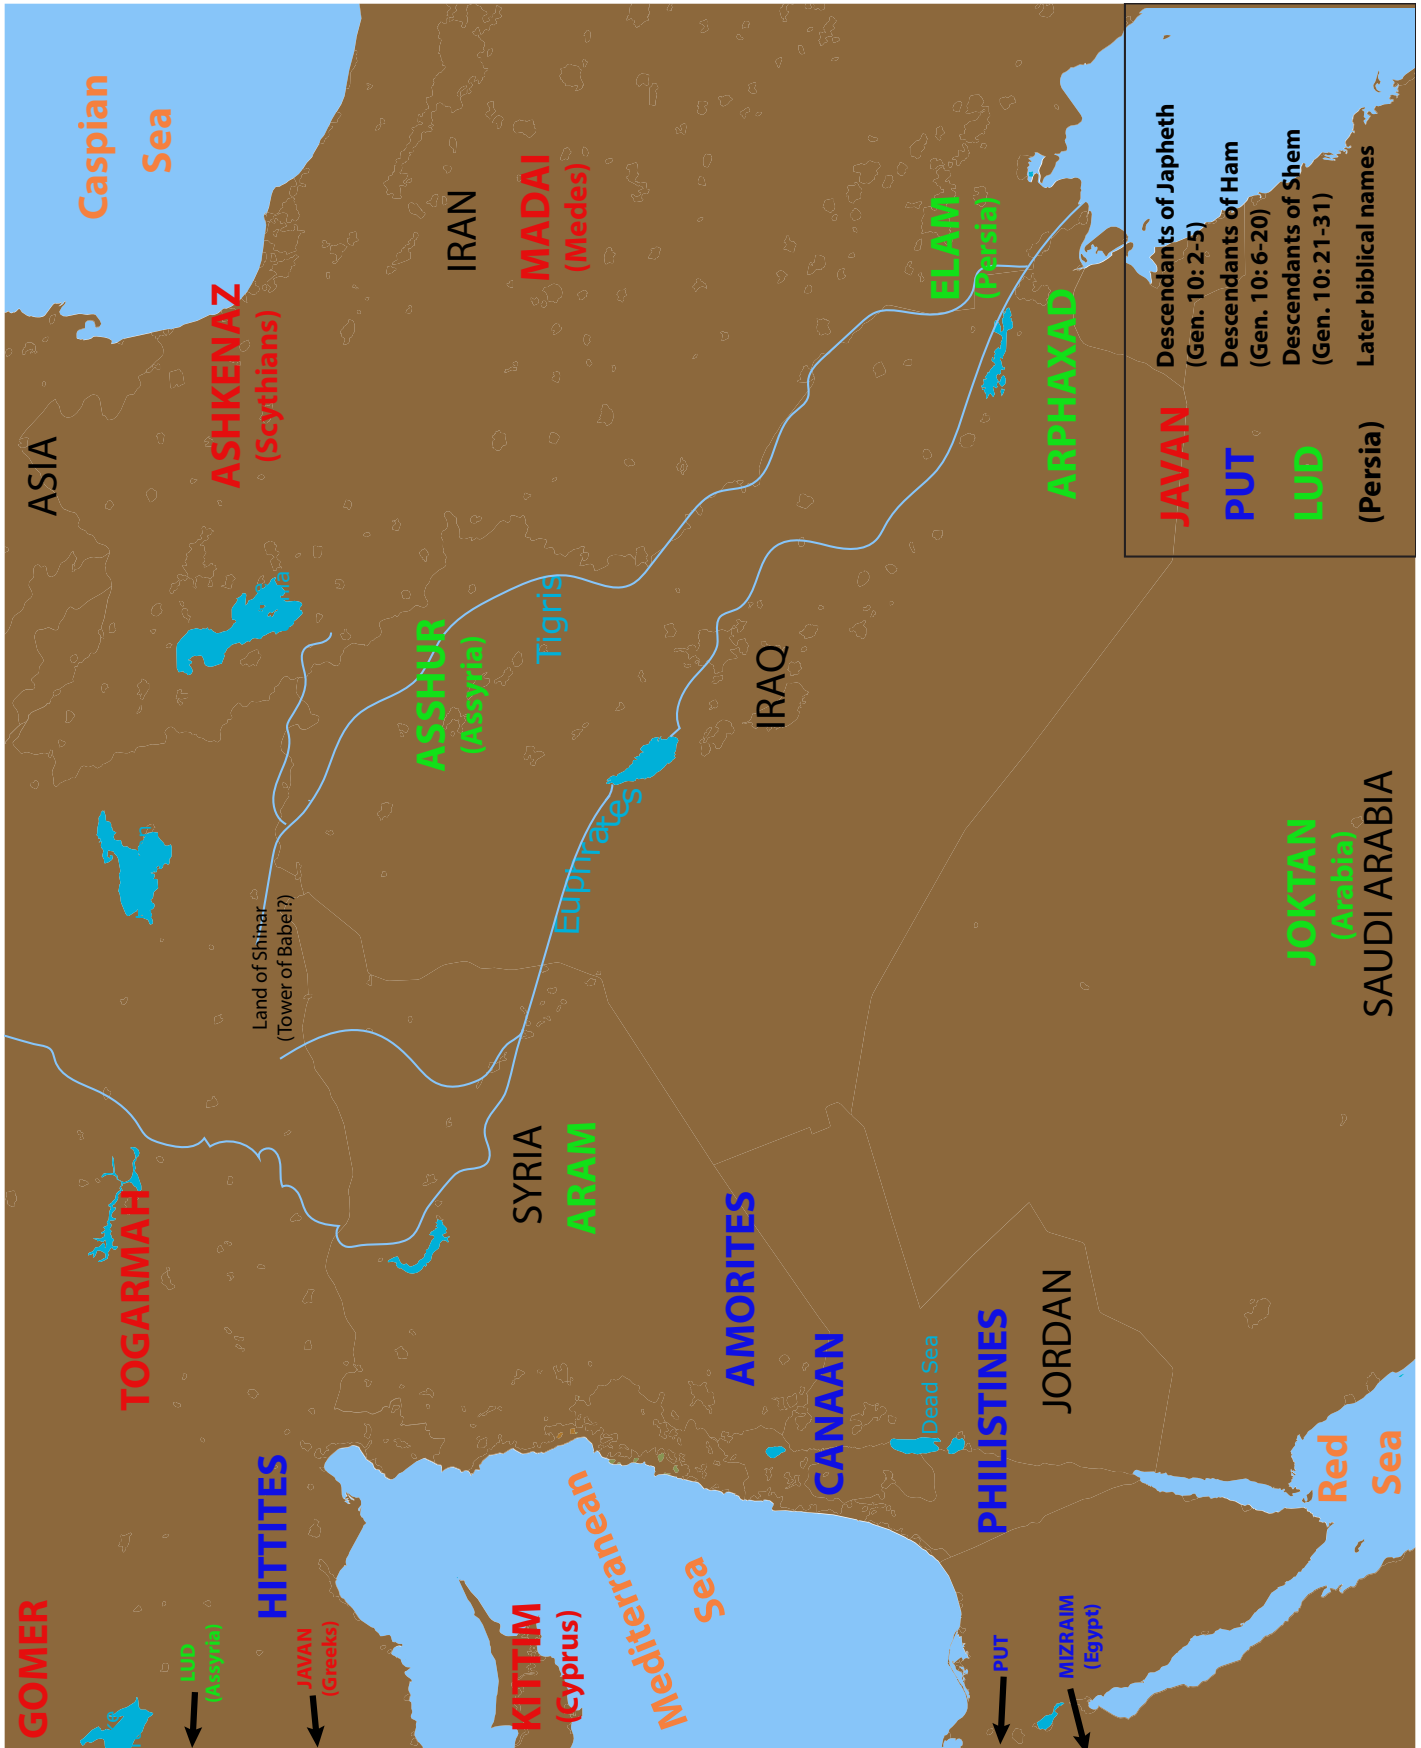 GOMER
ASIA
Caspian
Sea
TOGARMAH
LUD
(Assyria)
ASHKENAZ
(Scythians)
Land of Shinar
(Tower of Babel?)
HITTITES
JAVAN
(Greeks)
ASSHUR
(Assyria)
IRAN
MADAI
(Medes)
KITTIM
(Cyprus)
SYRIA
ARAM
Tigris
Euphrates
Mediterranean
Sea
AMORITES
IRAQ
CANAAN
Dead Sea
ELAM
(Persia)
PHILISTINES
PUT
JORDAN
ARPHAXAD
MIZRAIM
(Egypt)
JOKTAN
(Arabia)
SAUDI ARABIA
Red
Sea
JAVAN Descendants of Japheth
(Gen. 10: 2-5)
PUT Descendants of Ham
(Gen. 10: 6-20)
LUD Descendants of Shem
(Gen. 10: 21-31)
(Persia) Later biblical names